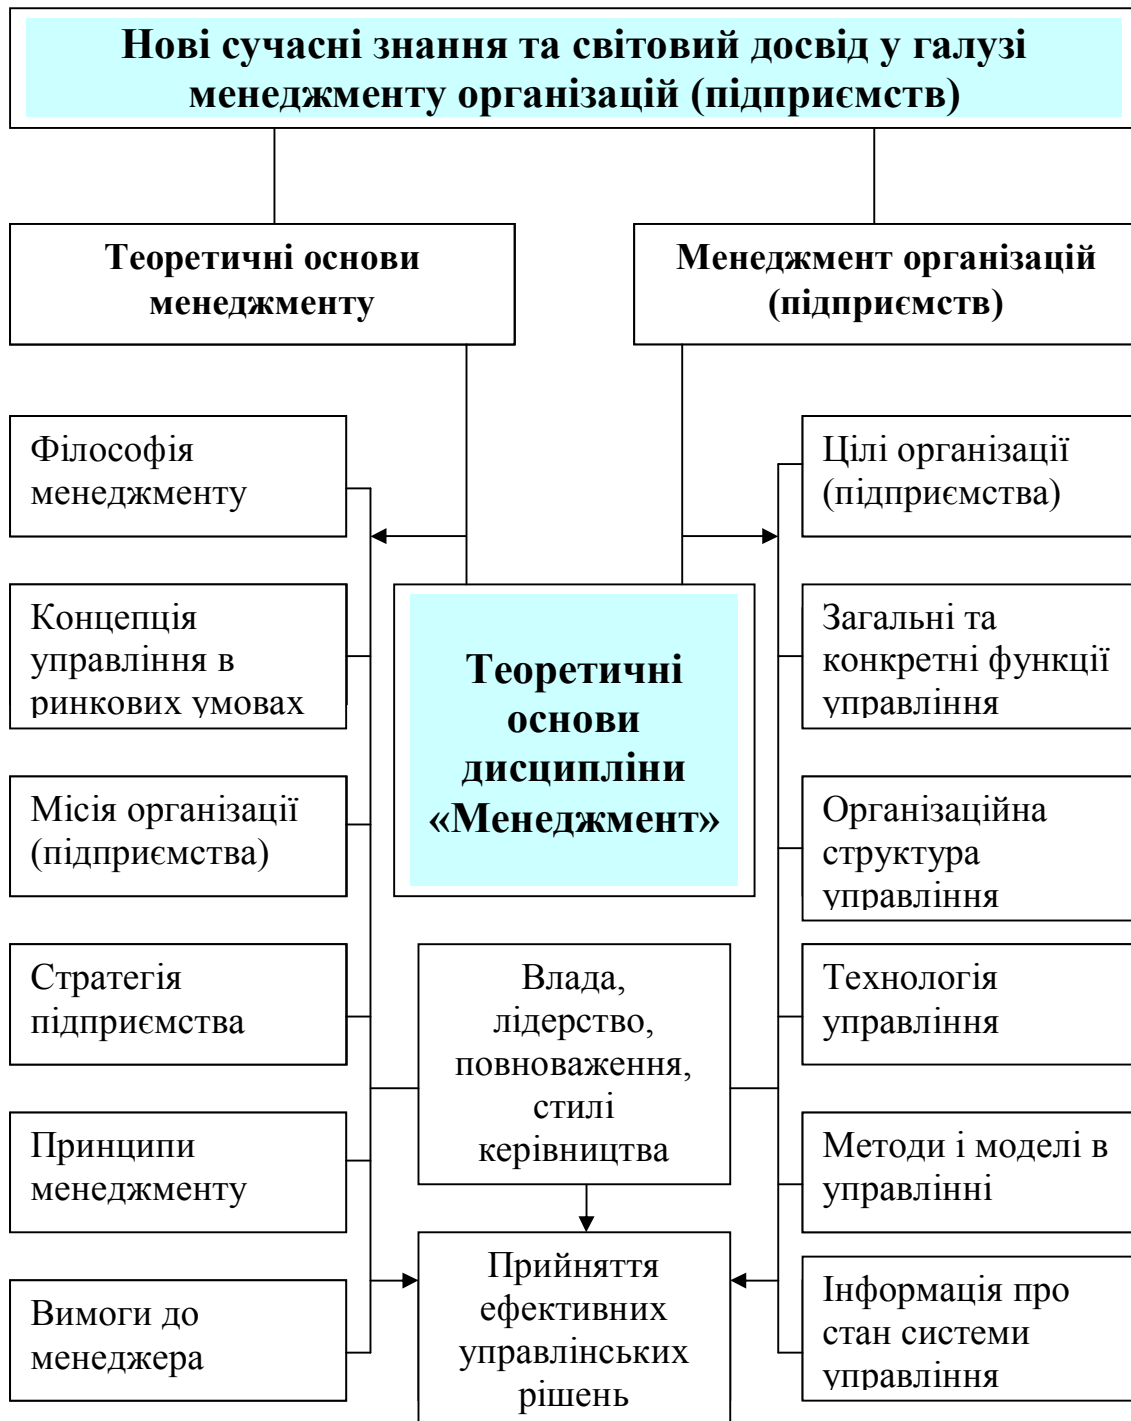 Нові сучасні знання та світовий досвід у галузі
менеджменту організацій (підприємств)
Теоретичні основи
менеджменту
Менеджмент організацій
(підприємств)
Філософія
менеджменту
Концепція
управління в
ринкових умовах
Місія організації
(підприємства)
Стратегія
підприємства
Принципи
менеджменту
Вимоги до
менеджера
Теоретичні
основи
дисципліни
«Менеджмент»
Влада,
лідерство,
повноваження,
стилі
керівництва
Прийняття
ефективних
управлінських
рішень
Цілі організації
(підприємства)
Загальні та
конкретні функції
управління
Організаційна
структура
управління
Технологія
управління
Методи і моделі в
управлінні
Інформація про
стан системи
управління